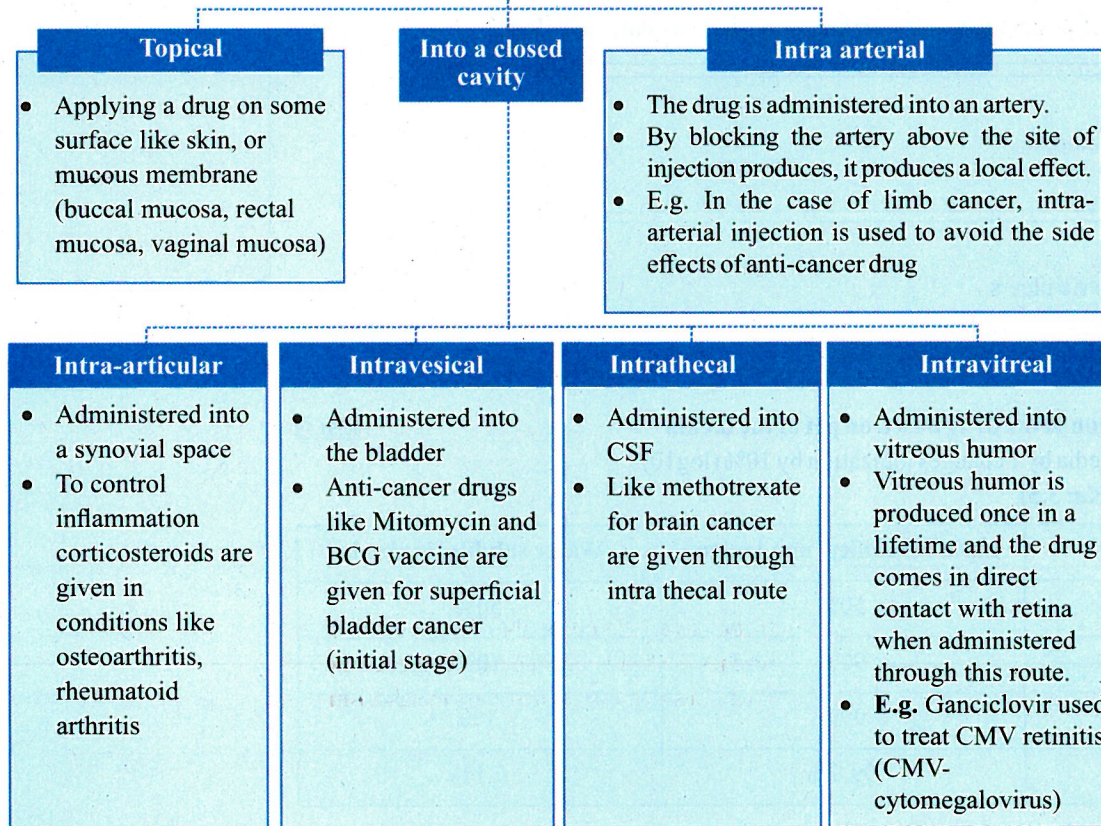 Topical
• Applying a drug on some
surface like skin, or
mucous membrane
(buccal mucosa, rectal
mucosa, vaginal mucosa)
Into a closed
cavity
Intra arterial
• The drug is administered into an artery.
• By blocking the artery above the site of
injection produces, it produces a local effect.
• E.g. In the case of limb cancer, intra-
arterial injection is used to avoid the side
effects of anti-cancer drug
Intra-articular
• Administered into
a synovial space
• To control
inflammation
corticosteroids are
given in
conditions like
osteoarthritis,
rheumatoid
arthritis
Intravesical
• Administered into
the bladder
• Anti-cancer drugs
like Mitomycin and
BCG vaccine are
given for superficial
bladder cancer
(initial stage)
Intrathecal
• Administered into
CSF
• Like methotrexate
for brain cancer
are given through
intra thecal route
Intravitreal
• Administered into
vitreous humor
• Vitreous humor is
produced once in a
lifetime and the drug
comes in direct
contact with retina
when administered
through this route.
• E.g. Ganciclovir used
to treat CMV retinitis
(CMV-
cytomegalovirus)